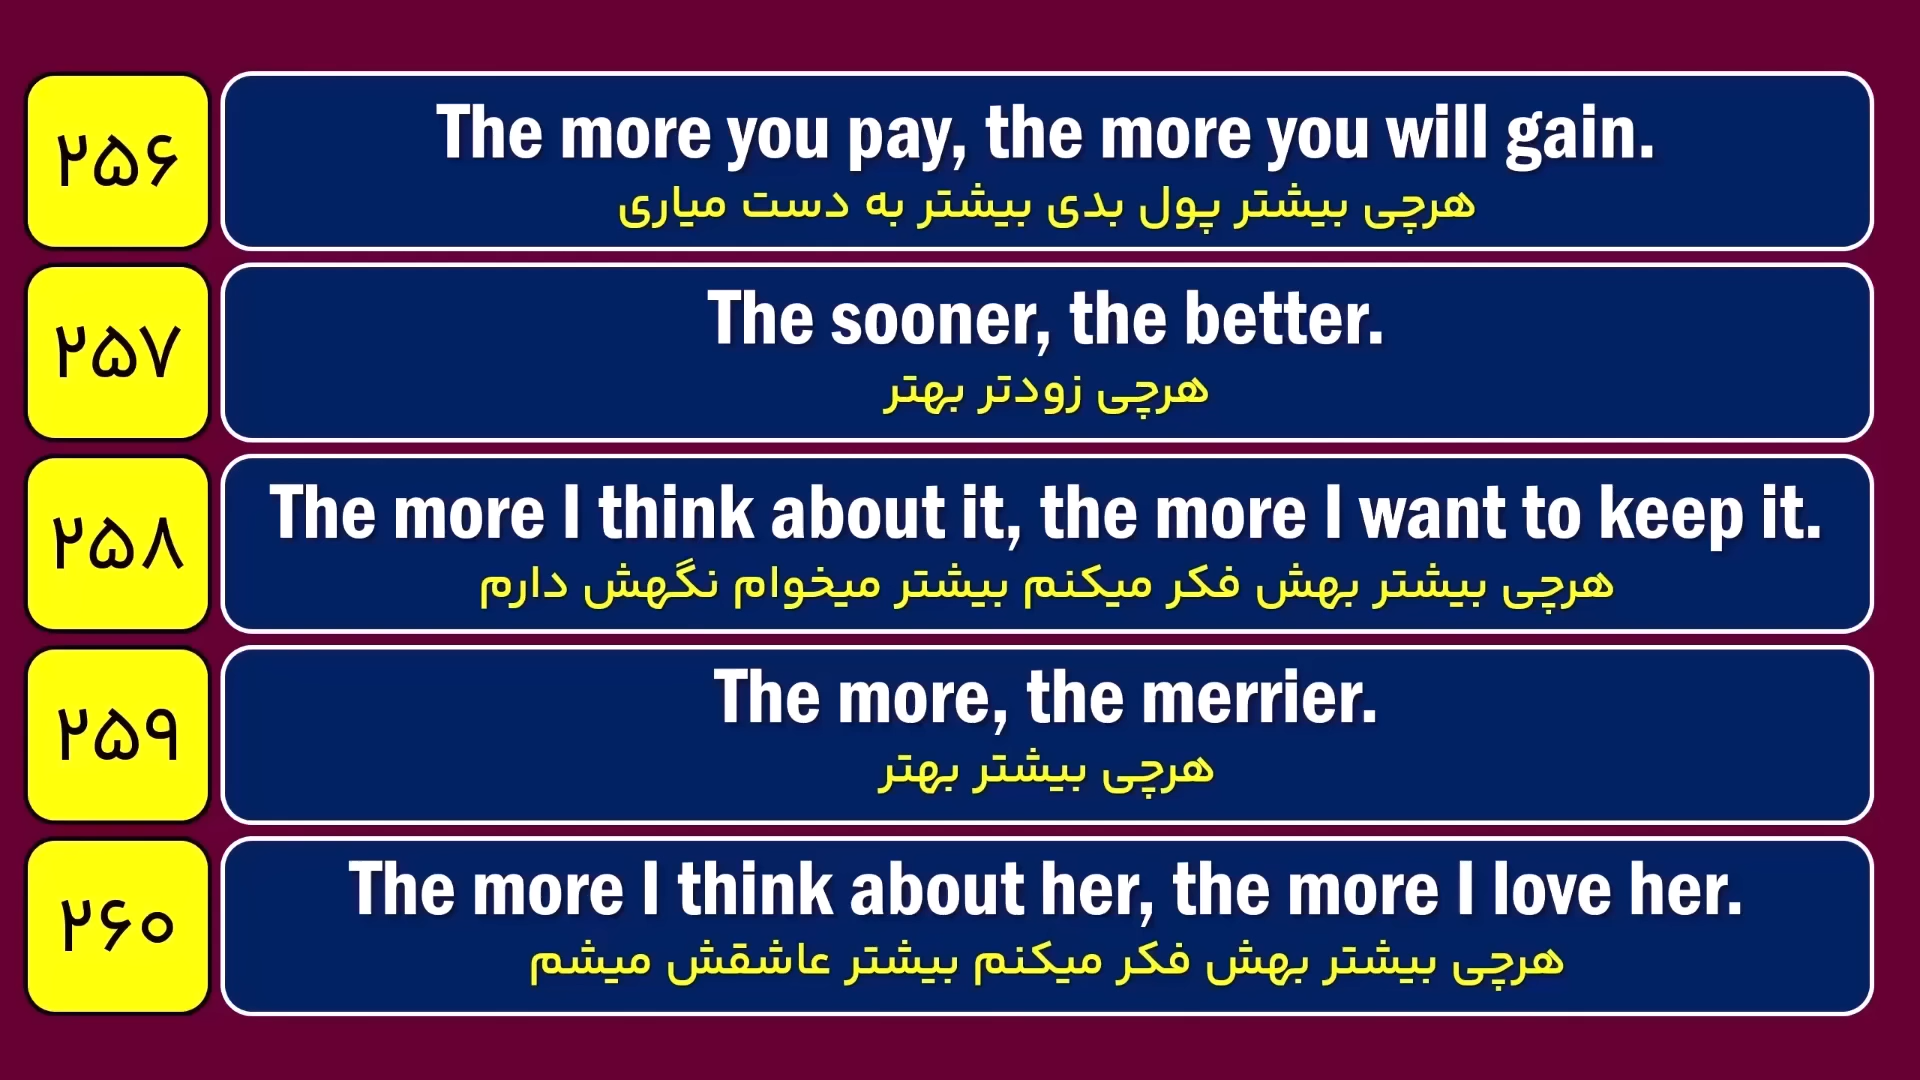 ۲۵۶
The more you pay, the more you will gain.
هرچی بیشتر پول بدی بیشتر به دست میاری
۲۵۷
The sooner, the better.
هرچی زودتر بهتر
۲۵۸
The more I think about it, the more I want to keep it.
هرچی بیشتر بهش فکر میکنم بیشتر میخوام نگهش دارم
۲۵۹
The more, the merrier.
هرچی بیشتر بهتر
۲۶۰
The more I think about her, the more I love her.
هرچی بیشتر بهش فکر میکنم بیشتر عاشقش میشم